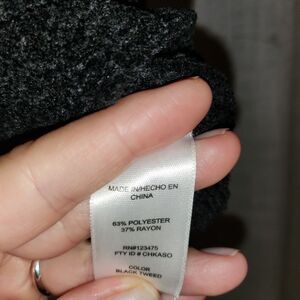 MADE IN/HECHO EN
CHINA
63% POLYESTER
37% RAYON
RN#123475
FTY ID # CHKASO
COLOR
BLACK TWEED